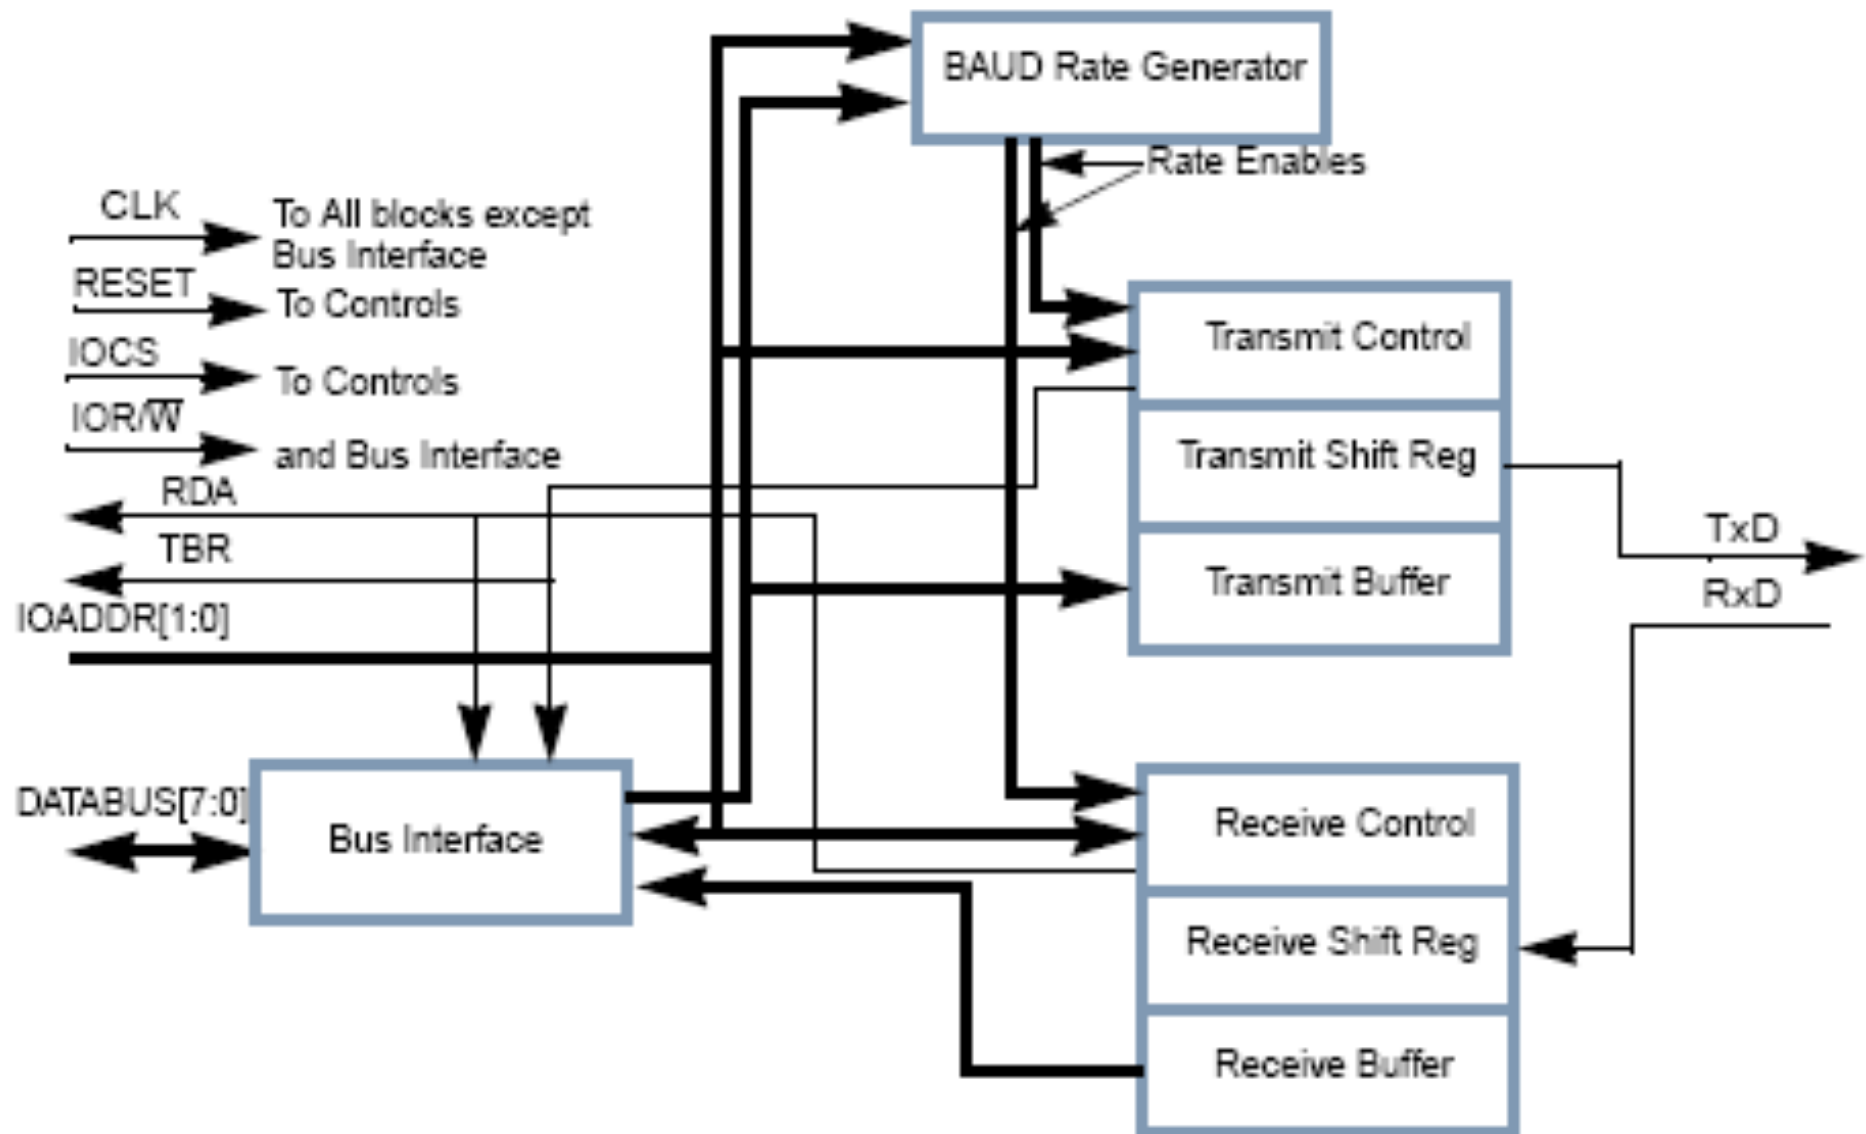 BAUD Rate Generator
Rate Enables
CLK
To All blocks except
Bus Interface
RESET
To Controls
IOCS
To Controls
IOR/W̅
and Bus Interface
RDA
TBR
IOADDR[1:0]
DATABUS[7:0]
Bus Interface
Transmit Control
Transmit Shift Reg
Transmit Buffer
TxD
RxD
Receive Control
Receive Shift Reg
Receive Buffer